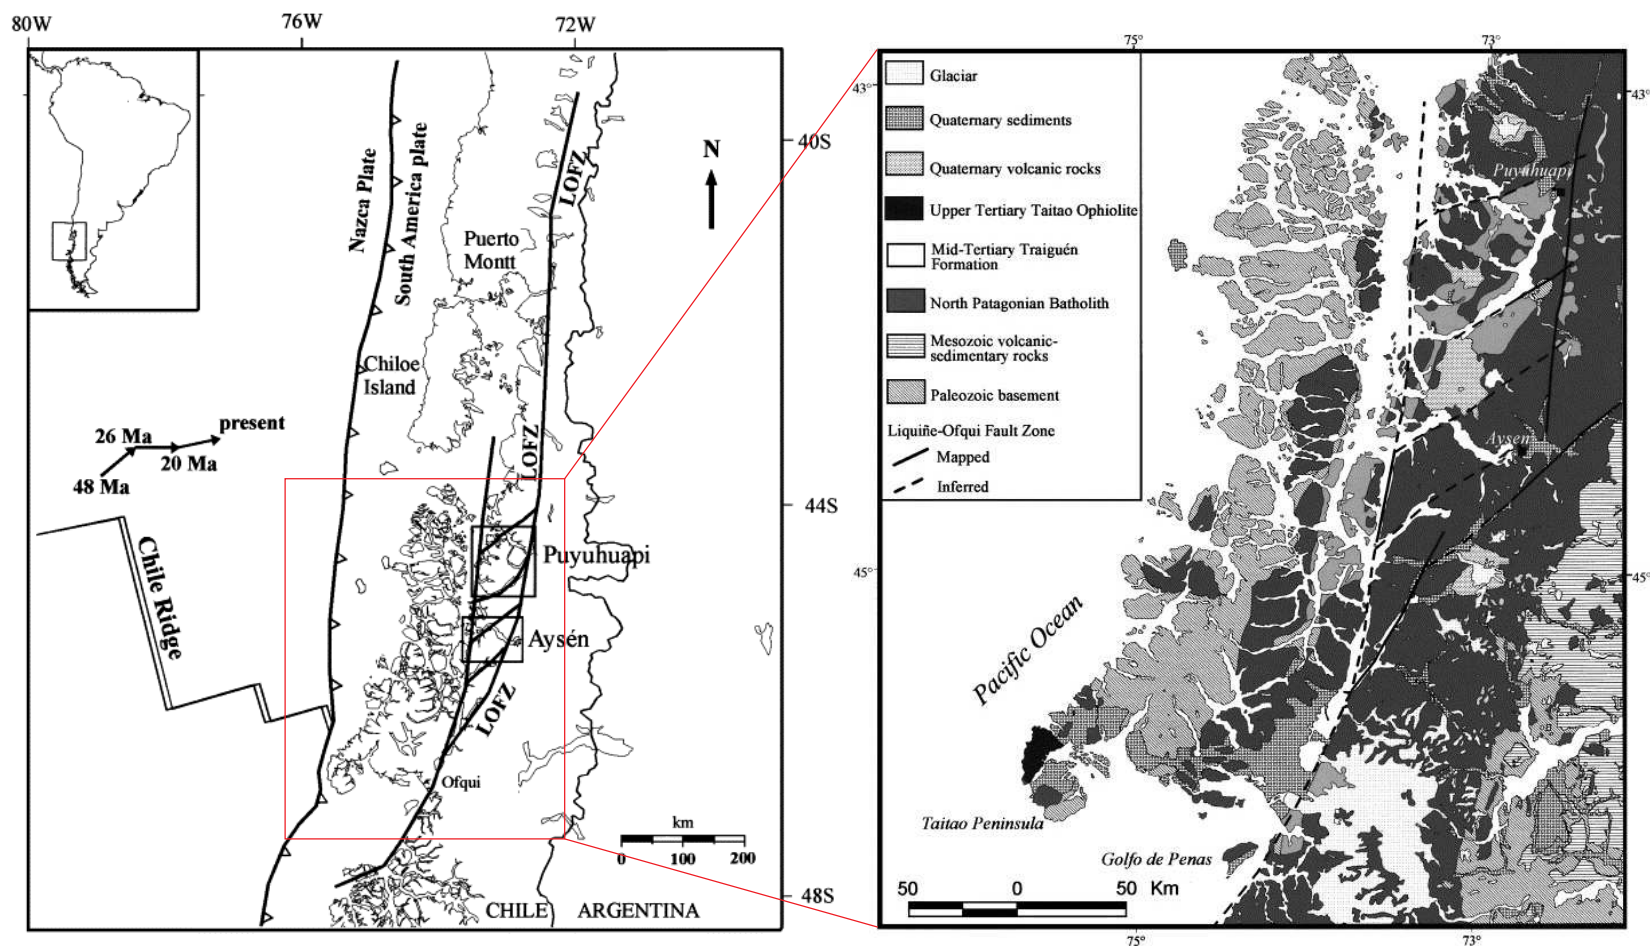 80W
76W
72W
40S
44S
48S
N
Nazca Plate
South America plate
LOFZ
Puerto
Montt
Chiloe
Island
LOFZ
26 Ma
present
20 Ma
48 Ma
Chile Ridge
Puyuhuapi
Aysén
LOFZ
Ofqui
km
0 100 200
CHILE
ARGENTINA
75°
73°
43°
43°
45°
45°
75°
73°
Glaciar
Quaternary sediments
Quaternary volcanic rocks
Upper Tertiary Taitao Ophiolite
Mid-Tertiary Traiguén
Formation
North Patagonian Batholith
Mesozoic volcanic-
sedimentary rocks
Paleozoic basement
Liquiñe-Ofqui Fault Zone
Mapped
Inferred
Puyuhuapi
Aysen
Pacific Ocean
Taitao Peninsula
Golfo de Penas
50 0 50 Km